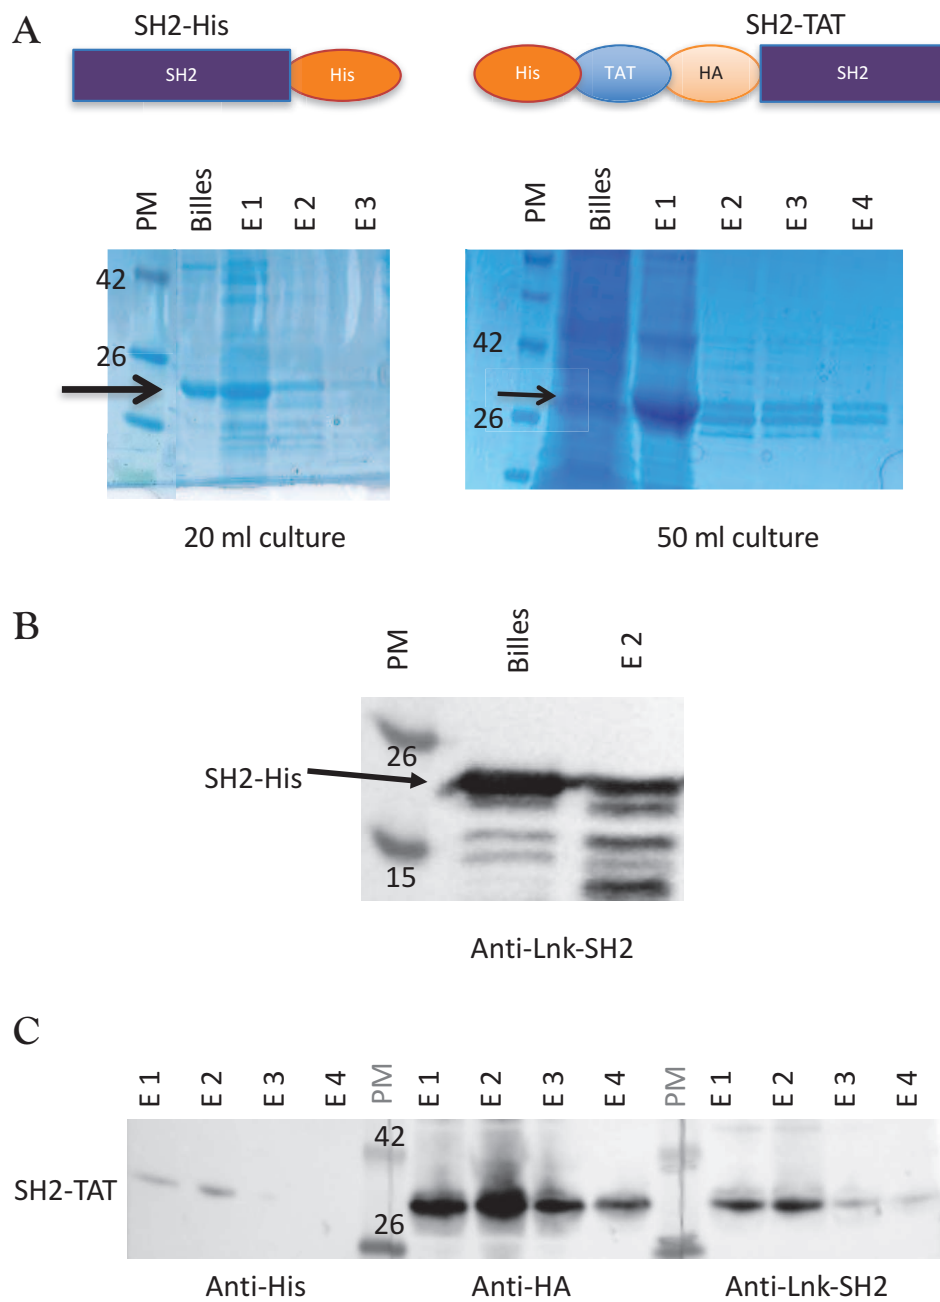 A
SH2-His
SH2-TAT
SH2
His
His
TAT
HA
SH2
PM
Billes
E 1
E 2
E 3
PM
Billes
E 1
E 2
E 3
E 4
42
26
42
26
20 ml culture
50 ml culture
B
PM
Billes
E 2
26
SH2-His
15
Anti-Lnk-SH2
C
E 1
E 2
E 3
E 4
PM
E 1
E 2
E 3
E 4
PM
E 1
E 2
E 3
E 4
42
SH2-TAT
26
Anti-His
Anti-HA
Anti-Lnk-SH2